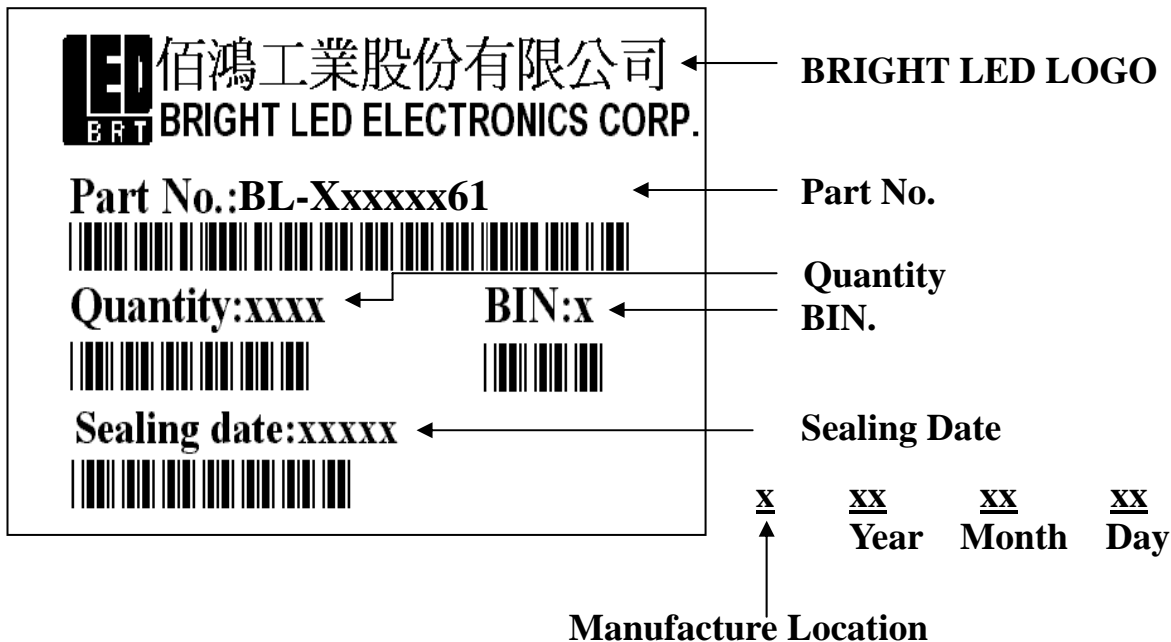 LED 佰鴻工業股份有限公司
BRT BRIGHT LED ELECTRONICS CORP.
BRIGHT LED LOGO
Part No.:BL-Xxxxxx61
Part No.
Quantity:xxxx
BIN:x
Quantity
BIN.
Sealing date:xxxxx
Sealing Date
x xx xx xx
Year Month Day
Manufacture Location